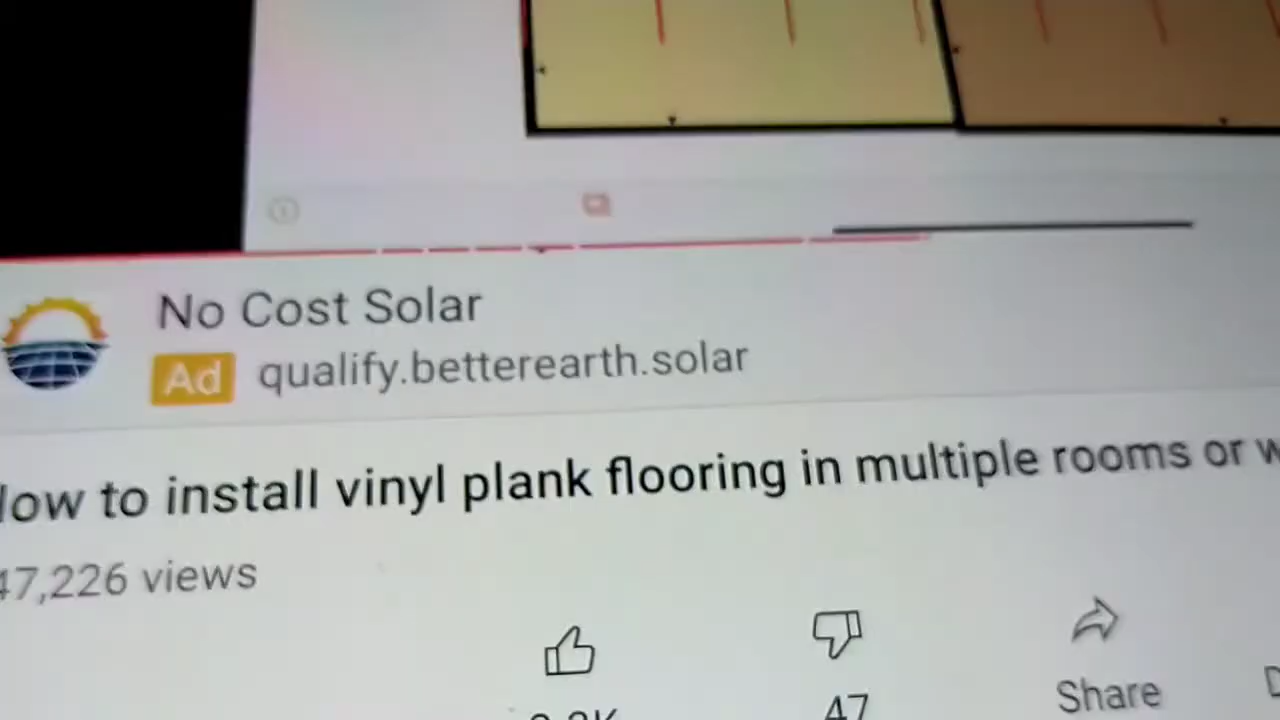 No Cost Solar
Ad qualify.betterearth.solar
to install vinyl plank flooring in multiple rooms or
47,226 views
47
Share